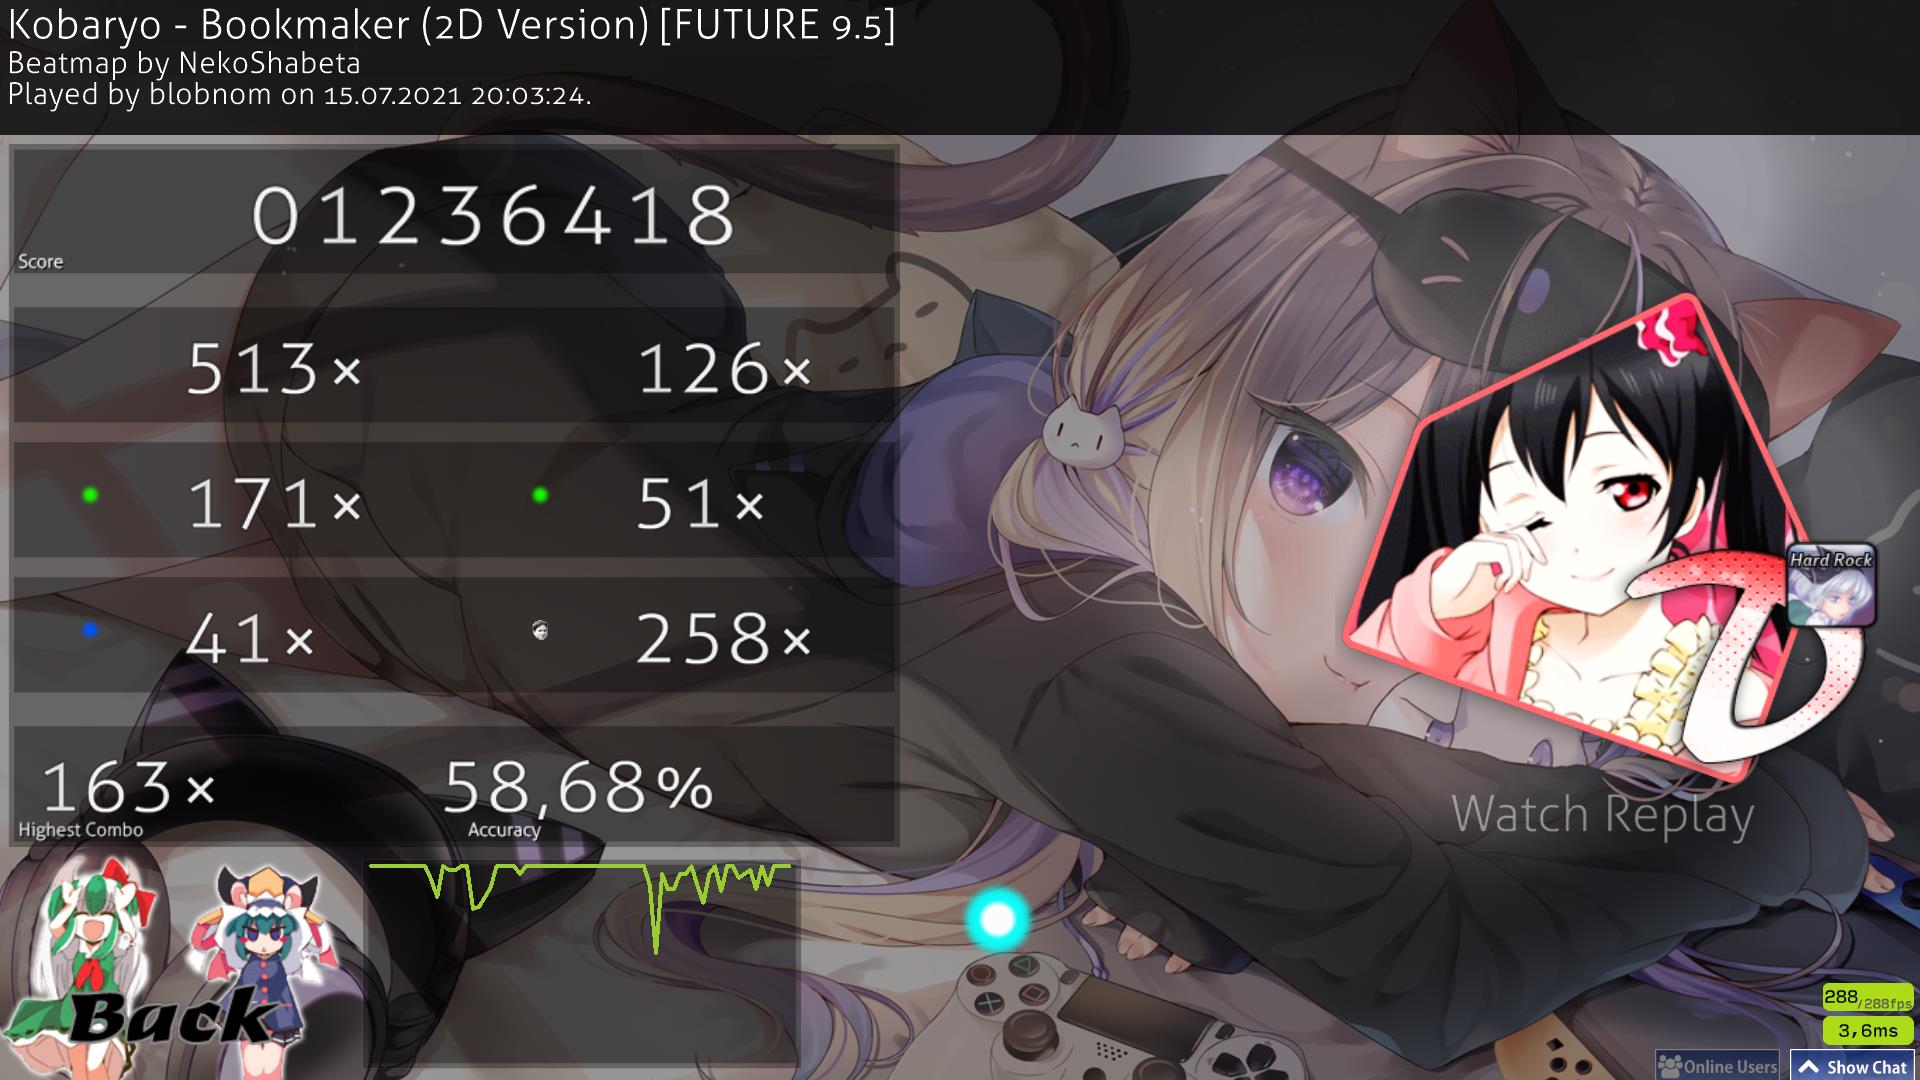 Kobaryo - Bookmaker (2D Version) [FUTURE 9.5]
Beatmap by NekoShabeta
Played by blobnom on 15.07.2021 20:03:24.
01236418
Score
513× 126×
171× 51×
41× 258×
163× 58,68%
Highest Combo Accuracy
Hard Rock
D
Watch Replay
Back
288/288fps
3,6ms
Online Users Show Chat